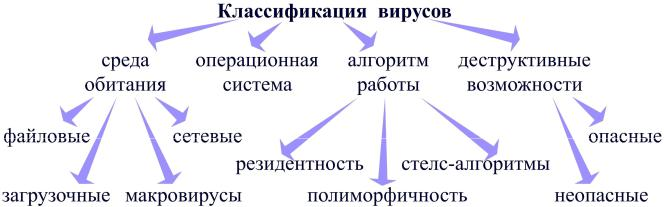 Классификация вирусов
среда операционная алгоритм деструктивные
обитания система работы возможности
файловые сетевые опасные
резидентность стелс-алгоритмы
загрузочные макровирусы полиморфичность неопасные